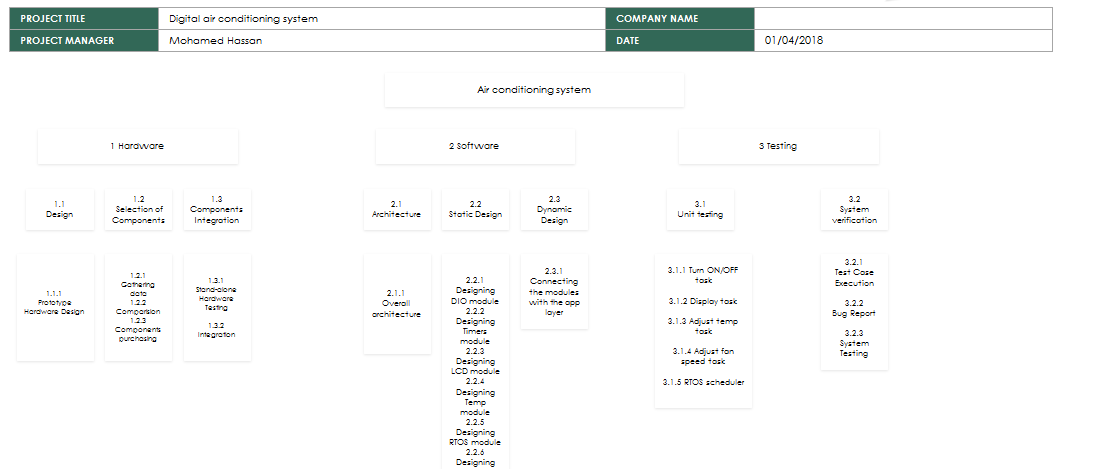 PROJECT TITLE
Digital air conditioning system
COMPANY NAME
PROJECT MANAGER
Mohamed Hassan
DATE
01/04/2018
Air conditioning system
1 Hardware
2 Software
3 Testing
1.1
Design
1.2
Selection of
Components
1.3
Components
Integration
2.1
Architecture
2.2
Static Design
2.3
Dynamic
Design
3.1
Unit testing
3.2
System
verification
1.1.1
Prototype
Hardware Design
1.2.1
Gathering
data
1.2.2
Comparision
1.2.3
Components
purchasing
1.3.1
Stand-alone
Hardware
Testng
1.3.2
Integration
2.1.1
Overall
architecture
2.2.1
Designing
DIO module
2.2.2
Designing
Timers
module
2.2.3
Designing
LCD module
2.2.4
Designing
Temp
module
2.2.5
Designing
RTOS module
2.2.6
Designing
2.3.1
Connecting
the modules
with the app
layer
3.1.1 Turn ON/OFF
task
3.1.2 Display task
3.1.3 Adjust temp
task
3.1.4 Adjust fan
speed task
3.1.5 RTOS scheduler
3.2.1
Test Case
Execution
3.2.2
Bug Report
3.2.3
System
Testing